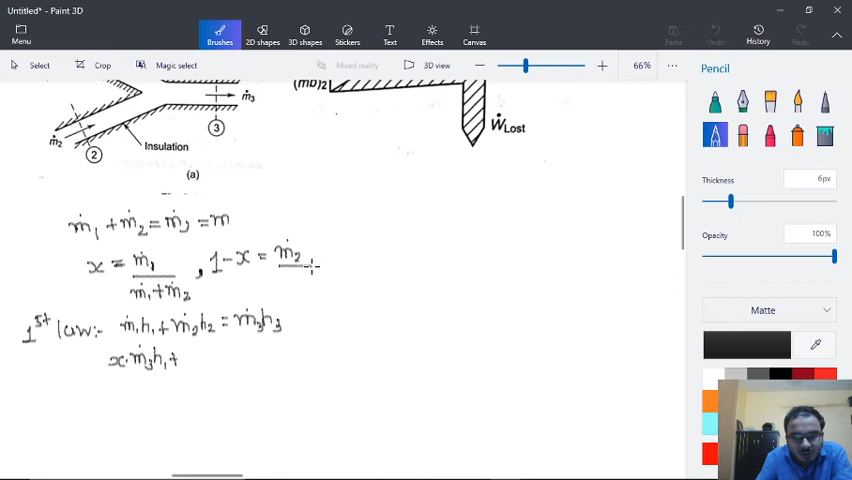 Untitled* - Paint 3D
Menu
Brushes
2D shapes
3D shapes
Stickers
Text
Effects
Canvas
Paste
Undo
History
Redo
Select
Crop
Magic select
Mixed reality
3D view
66%
Pencil
Thickness
6px
Opacity
100%
Matte
ṁ₃
(mb)₂
ṁ₂
2
3
Insulation
ẆLost
(a)
ṁ₁ + ṁ₂ = ṁ₃ = m
x = ṁ₁ / ṁ₁+ṁ₂ , 1-x = ṁ₂
1st law:- ṁ₁h₁ + ṁ₂h₂ = ṁ₃h₃
x·ṁ₃h₁+